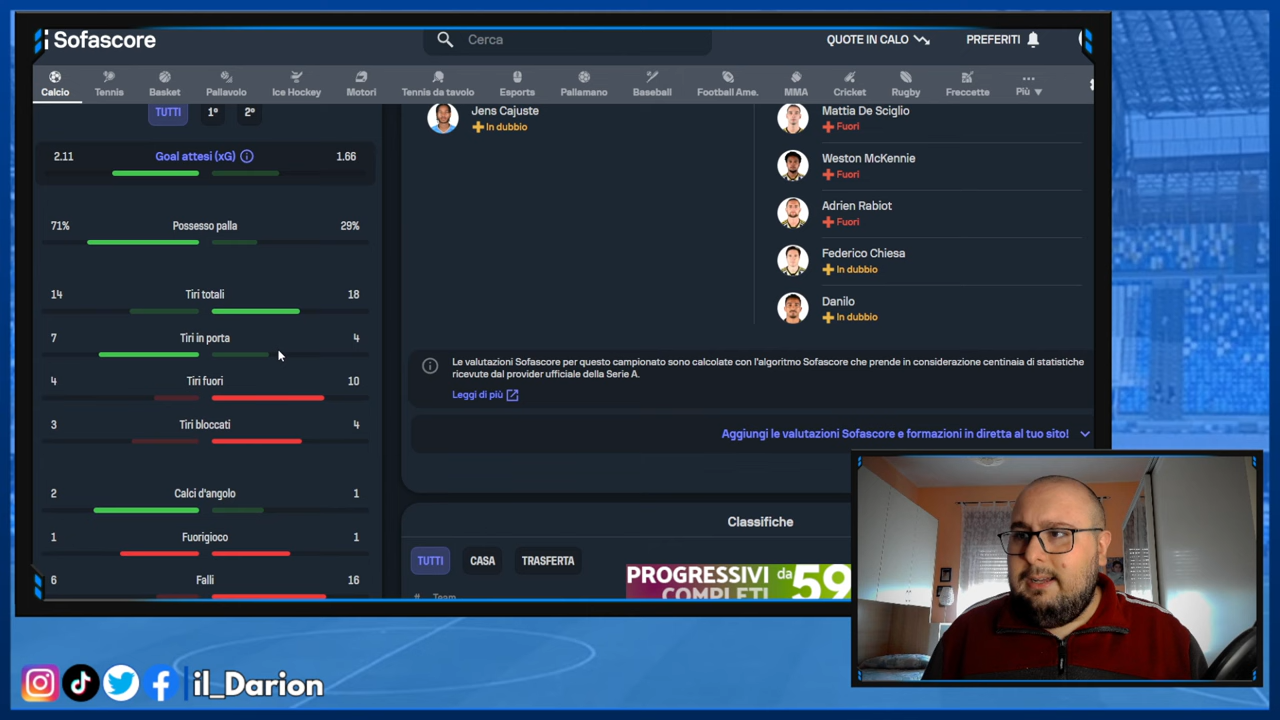 Sofascore
Cerca
QUOTE IN CALO
PREFERITI
Calcio
Tennis
Basket
Pallavolo
Ice Hockey
Motori
Tennis da tavolo
Esports
Pallamano
Baseball
Football Ame.
MMA
Cricket
Rugby
Freccette
Più
TUTTI 1° 2°
2.11 Goal attesi (xG) 1.66
71% Possesso palla 29%
14 Tiri totali 18
7 Tiri in porta 4
4 Tiri fuori 10
3 Tiri bloccati 4
2 Calci d'angolo 1
1 Fuorigioco 1
6 Falli 16
Jens Cajuste
In dubbio
Mattia De Sciglio
Fuori
Weston McKennie
Fuori
Adrien Rabiot
Fuori
Federico Chiesa
In dubbio
Danilo
In dubbio
Le valutazioni Sofascore per questo campionato sono calcolate con l'algoritmo Sofascore che prende in considerazione centinaia di statistiche
ricevute dal provider ufficiale della Serie A.
Leggi di più
Aggiungi le valutazioni Sofascore e formazioni in diretta al tuo sito!
Classifiche
TUTTI CASA TRASFERTA
# Team
PROGRESSIVI da 59
COMPLETI
il_Darion